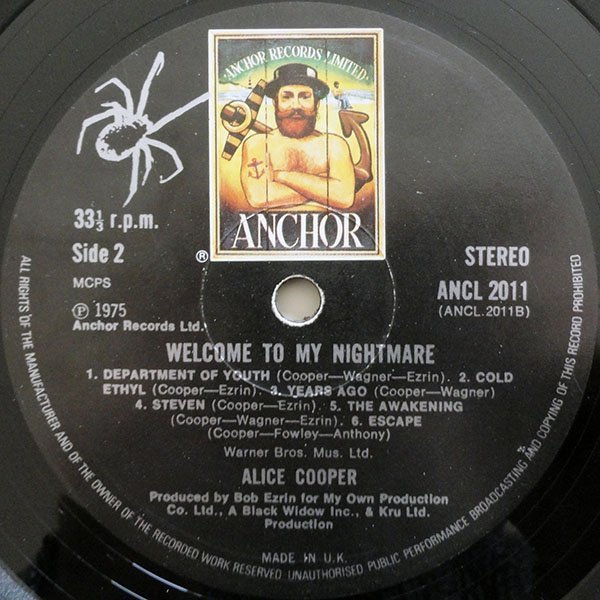 ANCHOR RECORDS LIMITED
ANCHOR
®
33⅓ r.p.m.
Side 2
MCPS
Ⓟ 1975
Anchor Records Ltd.
STEREO
ANCL 2011
(ANCL.2011B)
WELCOME TO MY NIGHTMARE
1. DEPARTMENT OF YOUTH (Cooper—Wagner—Ezrin). 2. COLD
ETHYL (Cooper—Ezrin). 3. YEARS AGO (Cooper—Wagner)
4. STEVEN (Cooper—Ezrin). 5. THE AWAKENING
(Cooper—Wagner—Ezrin). 6. ESCAPE
(Cooper—Fowley—Anthony)
Warner Bros. Mus. Ltd.
ALICE COOPER
Produced by Bob Ezrin for My Own Production
Co. Ltd., A Black Widow Inc., & Kru Ltd.
Production
MADE IN U.K.
ALL RIGHTS OF THE MANUFACTURER AND OF THE OWNER OF THE RECORDED WORK RESERVED UNAUTHORISED PUBLIC PERFORMANCE BROADCASTING AND COPYING OF THIS RECORD PROHIBITED